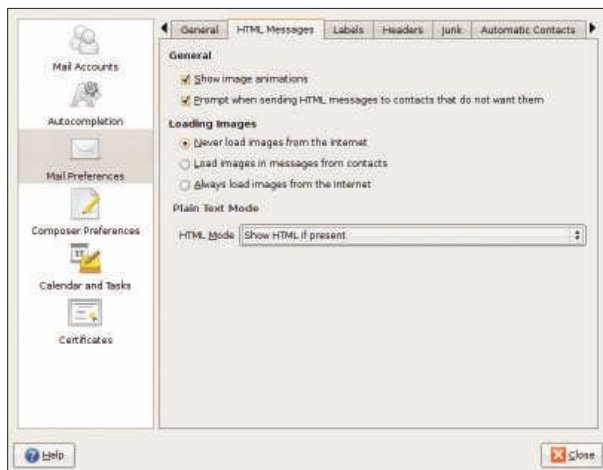 General
HTML Messages
Labels
Headers
Junk
Automatic Contacts
Mail Accounts
Autocompletion
Mail Preferences
Composer Preferences
Calendar and Tasks
Certificates
General
Show image animations
Prompt when sending HTML messages to contacts that do not want them
Loading Images
Never load images from the Internet
Load images in messages from contacts
Always load images from the Internet
Plain Text Mode
HTML Mode Show HTML if present
Help
Close